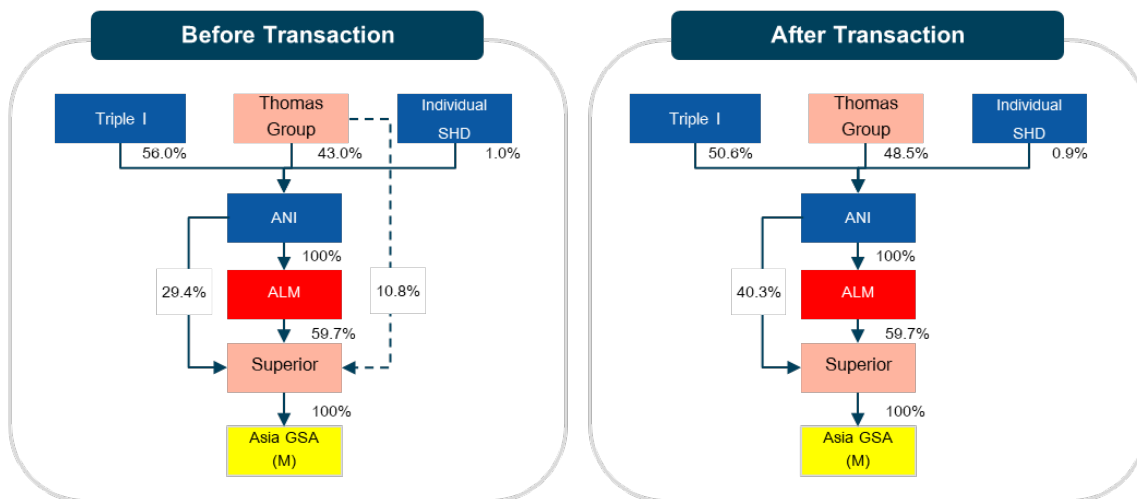 Before Transaction
Triple I
Thomas
Group
Individual
SHD
56.0%
43.0%
1.0%
ANI
100%
29.4%
ALM
10.8%
59.7%
Superior
100%
Asia GSA
(M)
After Transaction
Triple I
Thomas
Group
Individual
SHD
50.6%
48.5%
0.9%
ANI
100%
40.3%
ALM
59.7%
Superior
100%
Asia GSA
(M)